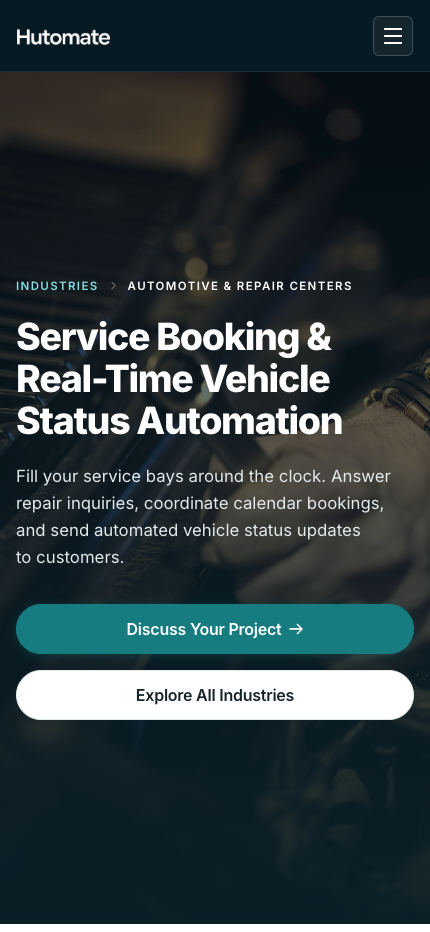 Hutomate
INDUSTRIES > AUTOMOTIVE & REPAIR CENTERS
Service Booking &
Real-Time Vehicle
Status Automation
Fill your service bays around the clock. Answer
repair inquiries, coordinate calendar bookings,
and send automated vehicle status updates
to customers.
Discuss Your Project →
Explore All Industries